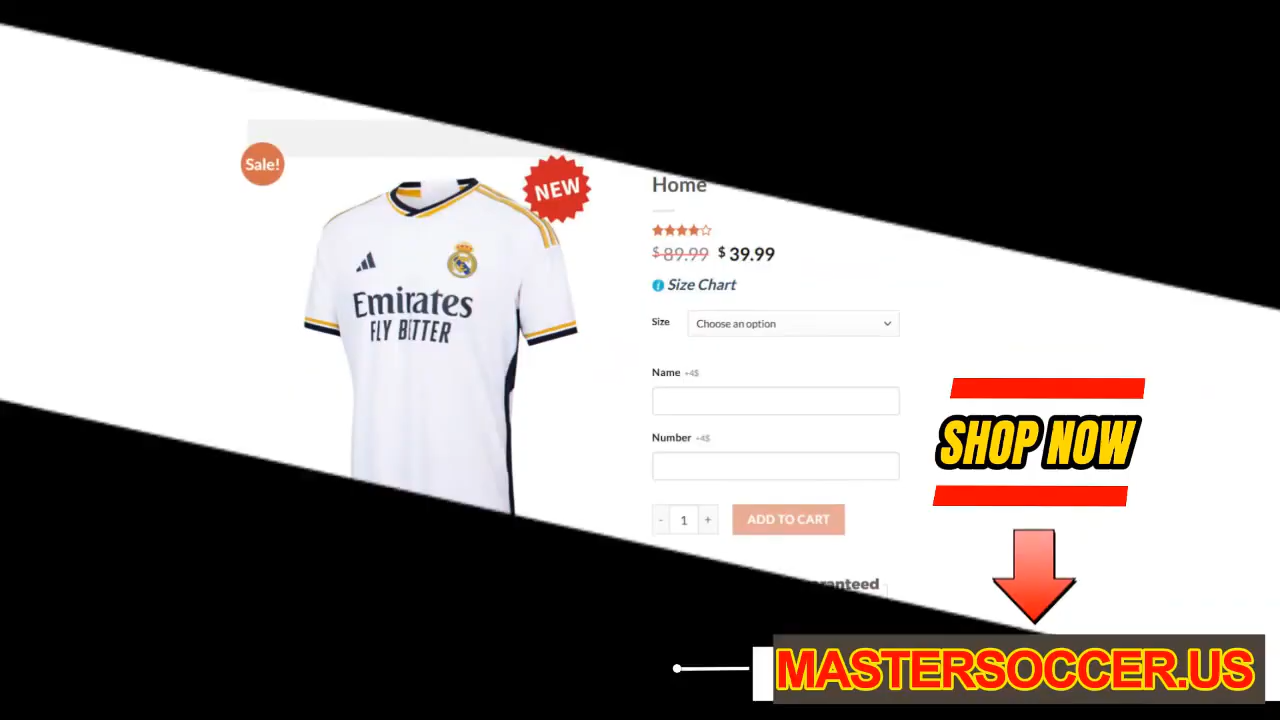 Sale!
NEW
Home
$ 89.99 $ 39.99
i Size Chart
Size Choose an option
Emirates
FLY BETTER
Name +4$
Number +4$
SHOP NOW
- 1 + ADD TO CART
MASTERSOCCER.US